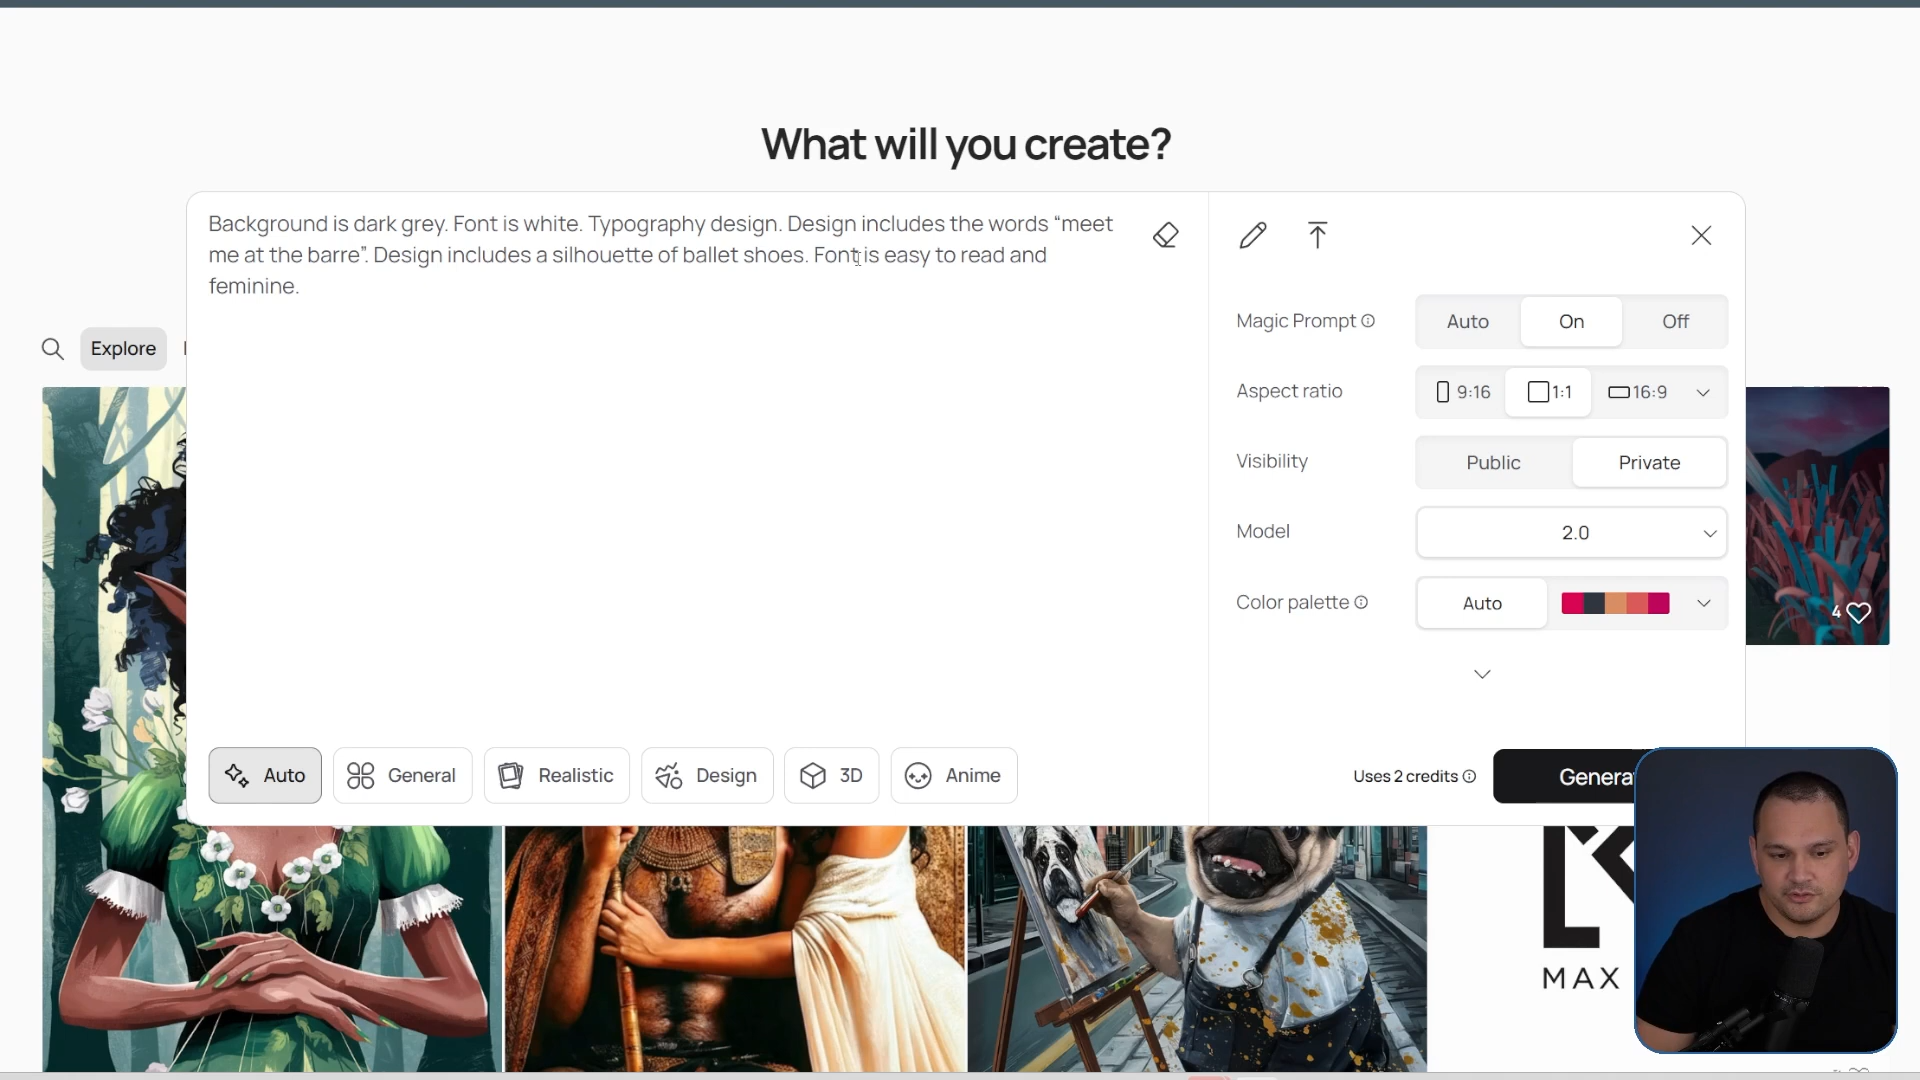 What will you create?
Background is dark grey. Font is white. Typography design. Design includes the words “meet
me at the barre”. Design includes a silhouette of ballet shoes. Font is easy to read and
feminine.
Magic Prompt
Auto
On
Off
Explore
Aspect ratio
9:16
1:1
16:9
Visibility
Public
Private
Model
2.0
Color palette
Auto
4
Auto
General
Realistic
Design
3D
Anime
Uses 2 credits
Genera
MAX